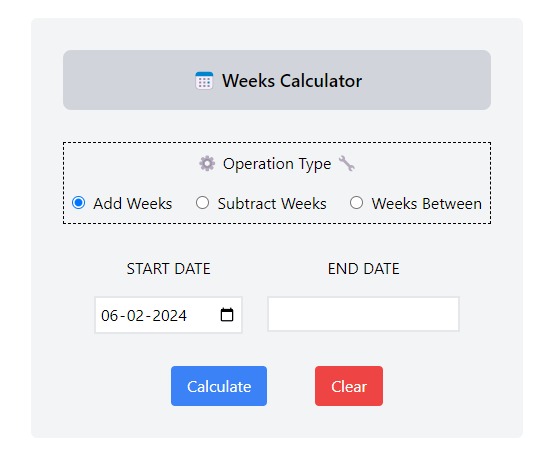 Weeks Calculator
Operation Type
Add Weeks Subtract Weeks Weeks Between
START DATE END DATE
06-02-2024
Calculate Clear